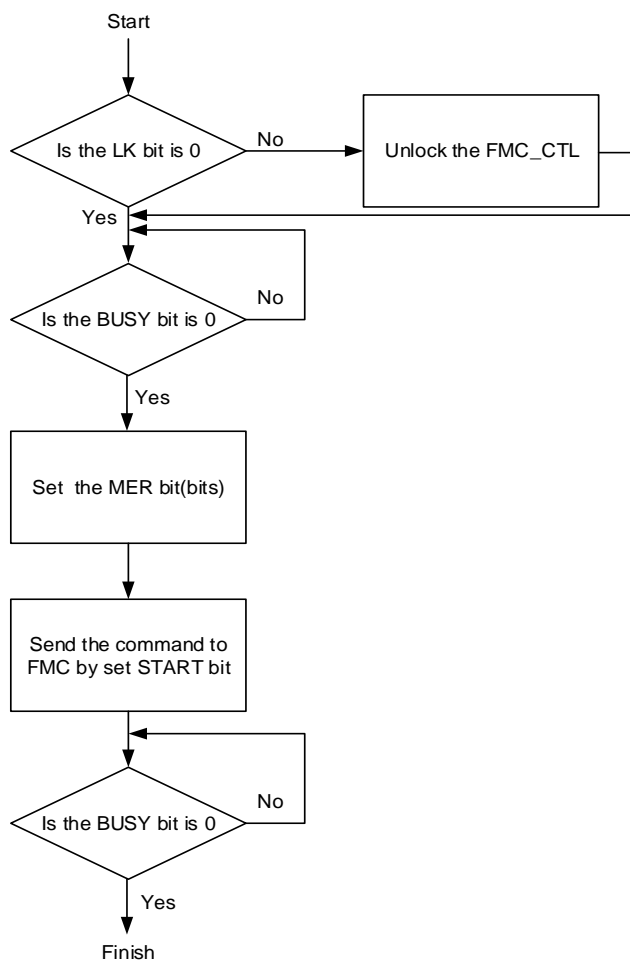 Start
Is the LK bit is 0
No
Unlock the FMC_CTL
Yes
Is the BUSY bit is 0
No
Yes
Set the MER bit(bits)
Send the command to
FMC by set START bit
Is the BUSY bit is 0
No
Yes
Finish